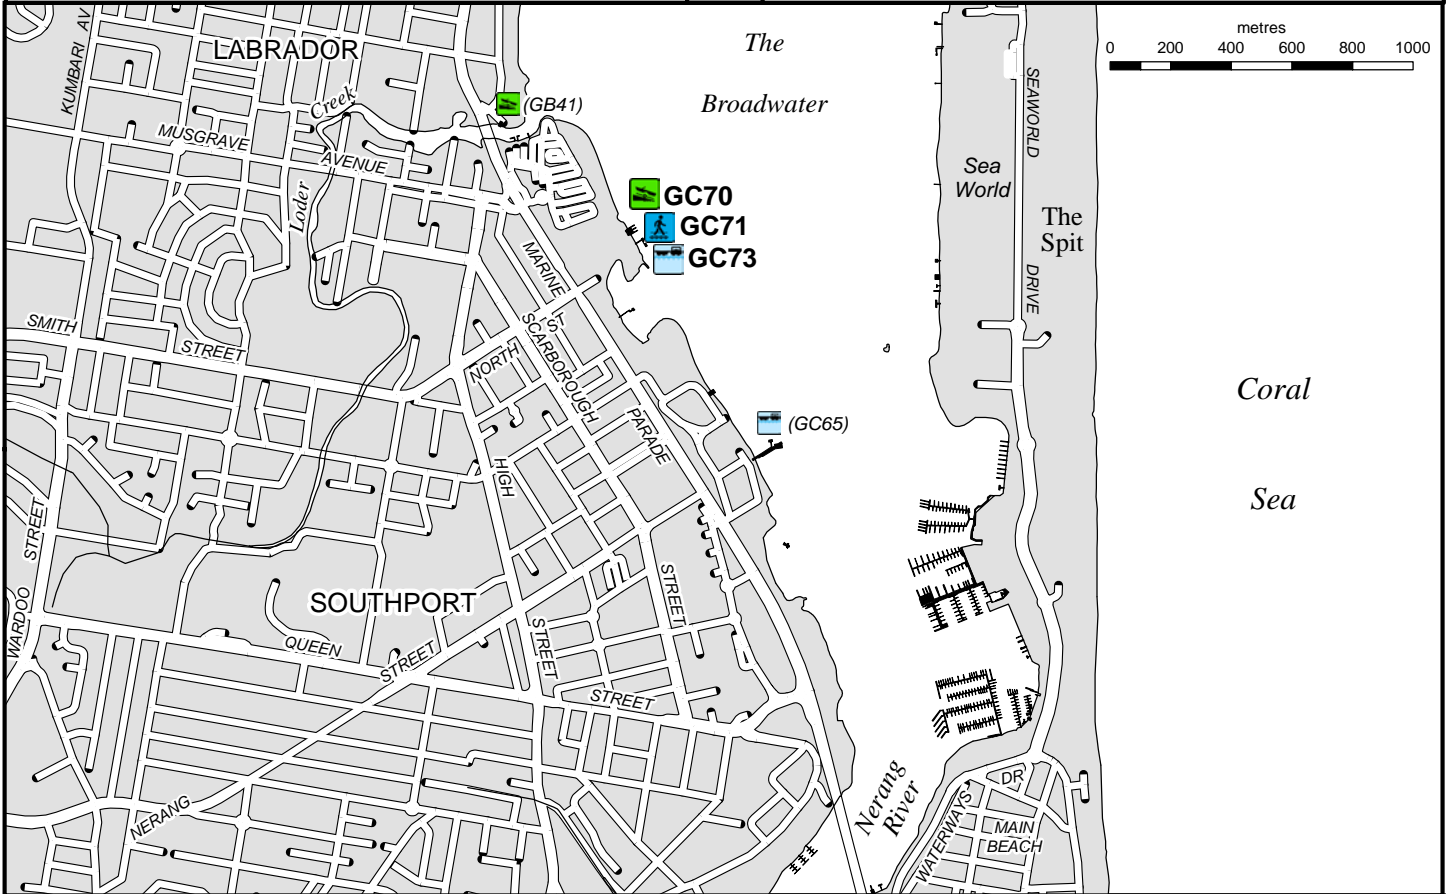 metres
0 200 400 600 800 1000
KUMBARI AV
LABRADOR
The
Broadwater
Creek
(GB41)
MUSGRAVE
AVENUE
Loder
GC70
GC71
GC73
Sea
World
SEAWORLD
The
Spit
DRIVE
MARINE
SMITH
STREET
NORTH
ST
SCARBOROUGH
PARADE
(GC65)
Coral
Sea
HIGH
STREET
WARDOO
SOUTHPORT
STREET
QUEEN
STREET
STREET
STREET
NERANG
Nerang
River
DR
WATERWAYS
MAIN
BEACH